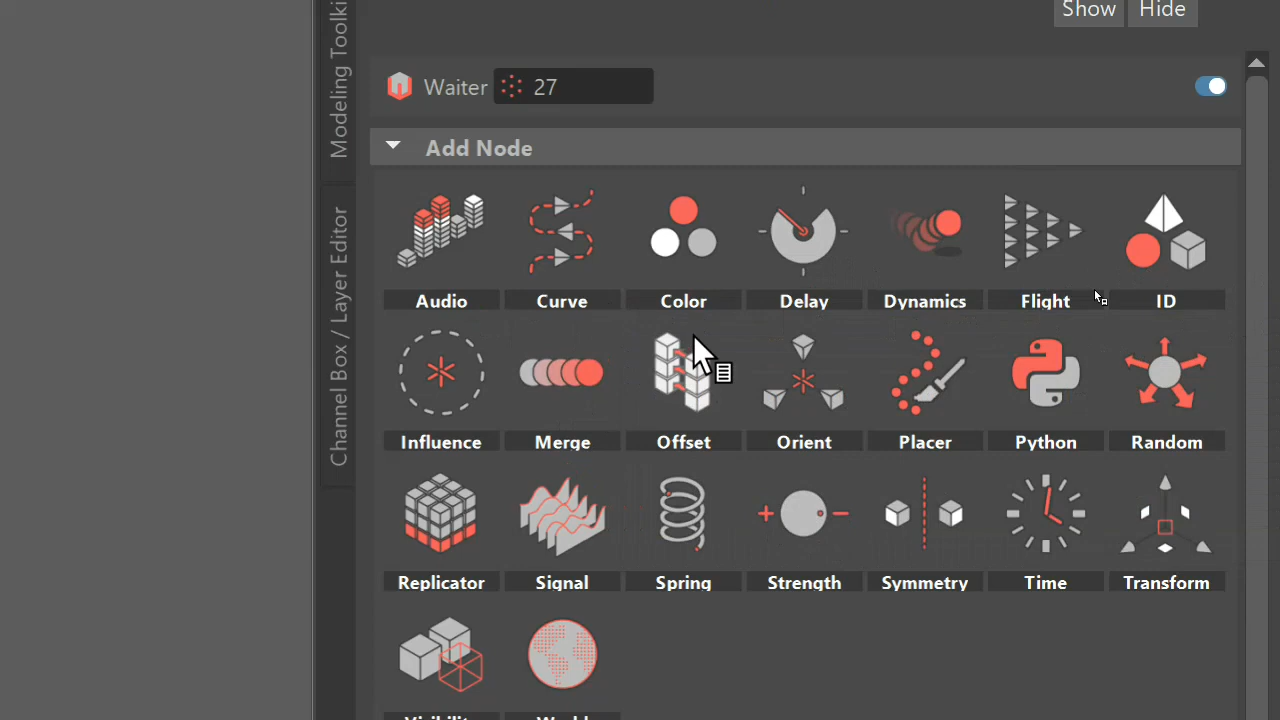 Show Hide
Modeling Toolki
Waiter 27
Add Node
Channel Box / Layer Editor
Audio Curve Color Delay Dynamics Flight ID
Influence Merge Offset Orient Placer Python Random
Replicator Signal Spring Strength Symmetry Time Transform